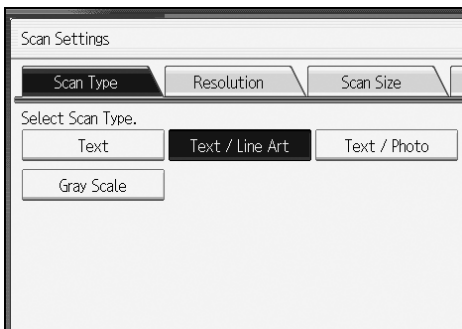 Scan Settings
Scan Type Resolution Scan Size
Select Scan Type.
Text Text / Line Art Text / Photo
Gray Scale